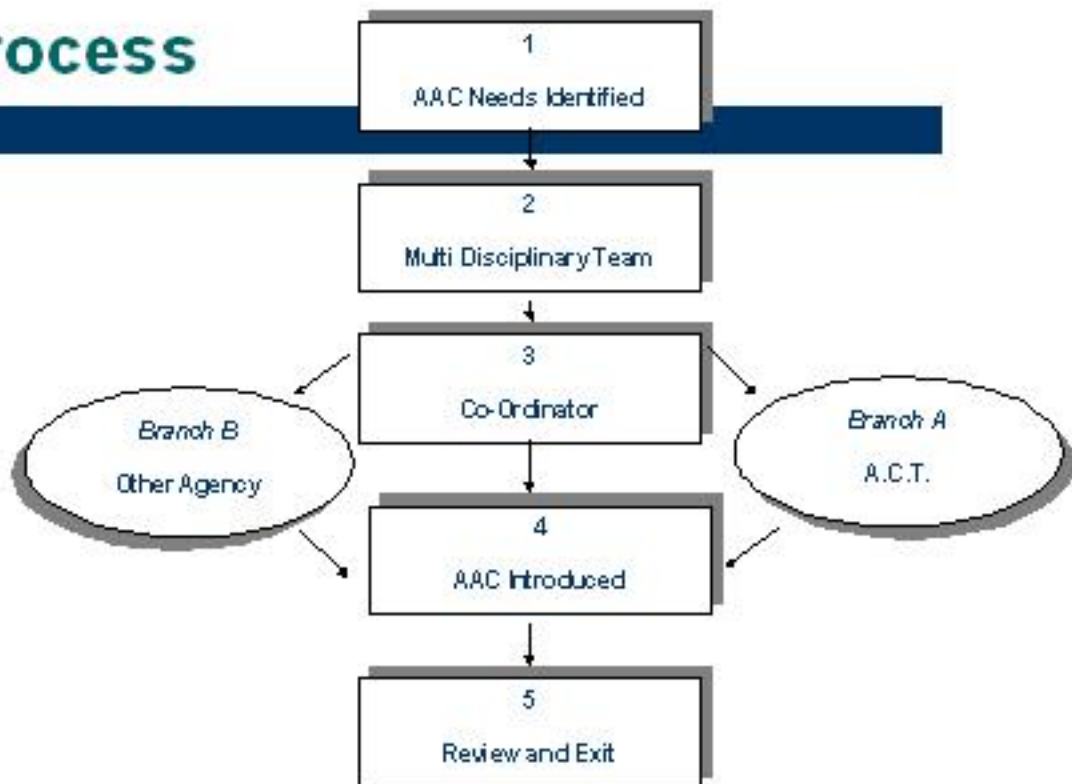 rocess
1
AAC Needs Identified
2
Multi Disciplinary Team
3
Co-Ordinator
Branch B
Other Agency
Branch A
A.C.T.
4
AAC Introduced
5
Review and Exit